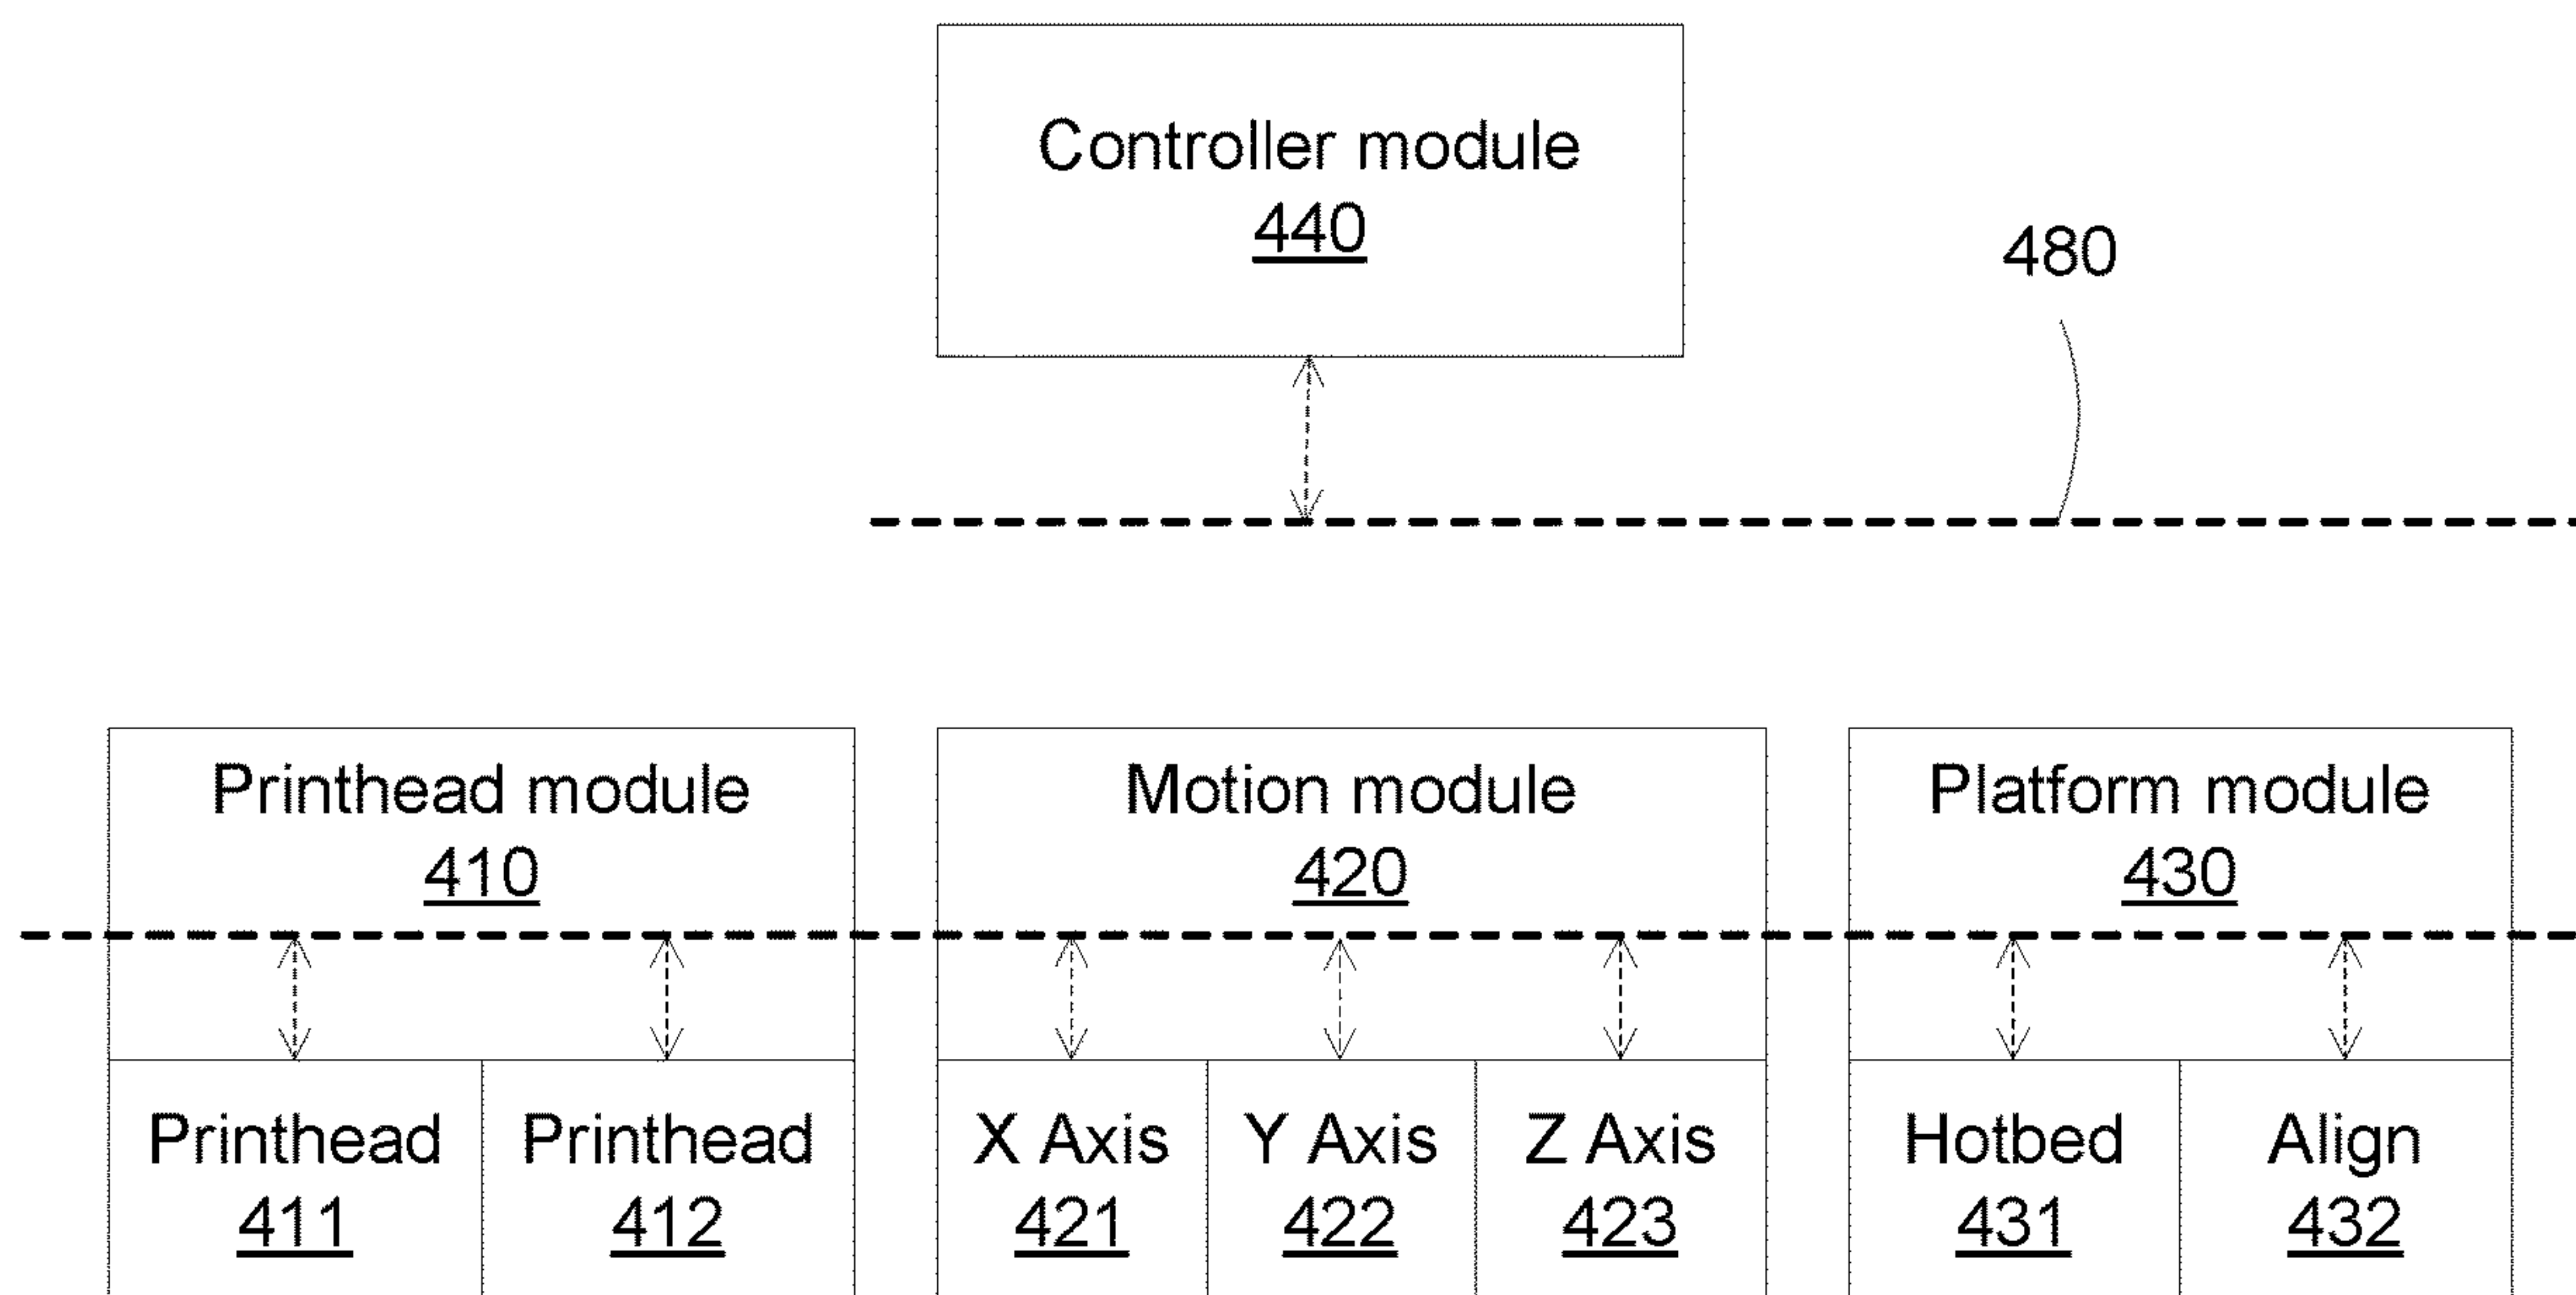 Controller module
440
480
Printhead module
410
Motion module
420
Platform module
430
Printhead
411
Printhead
412
X Axis
421
Y Axis
422
Z Axis
423
Hotbed
431
Align
432